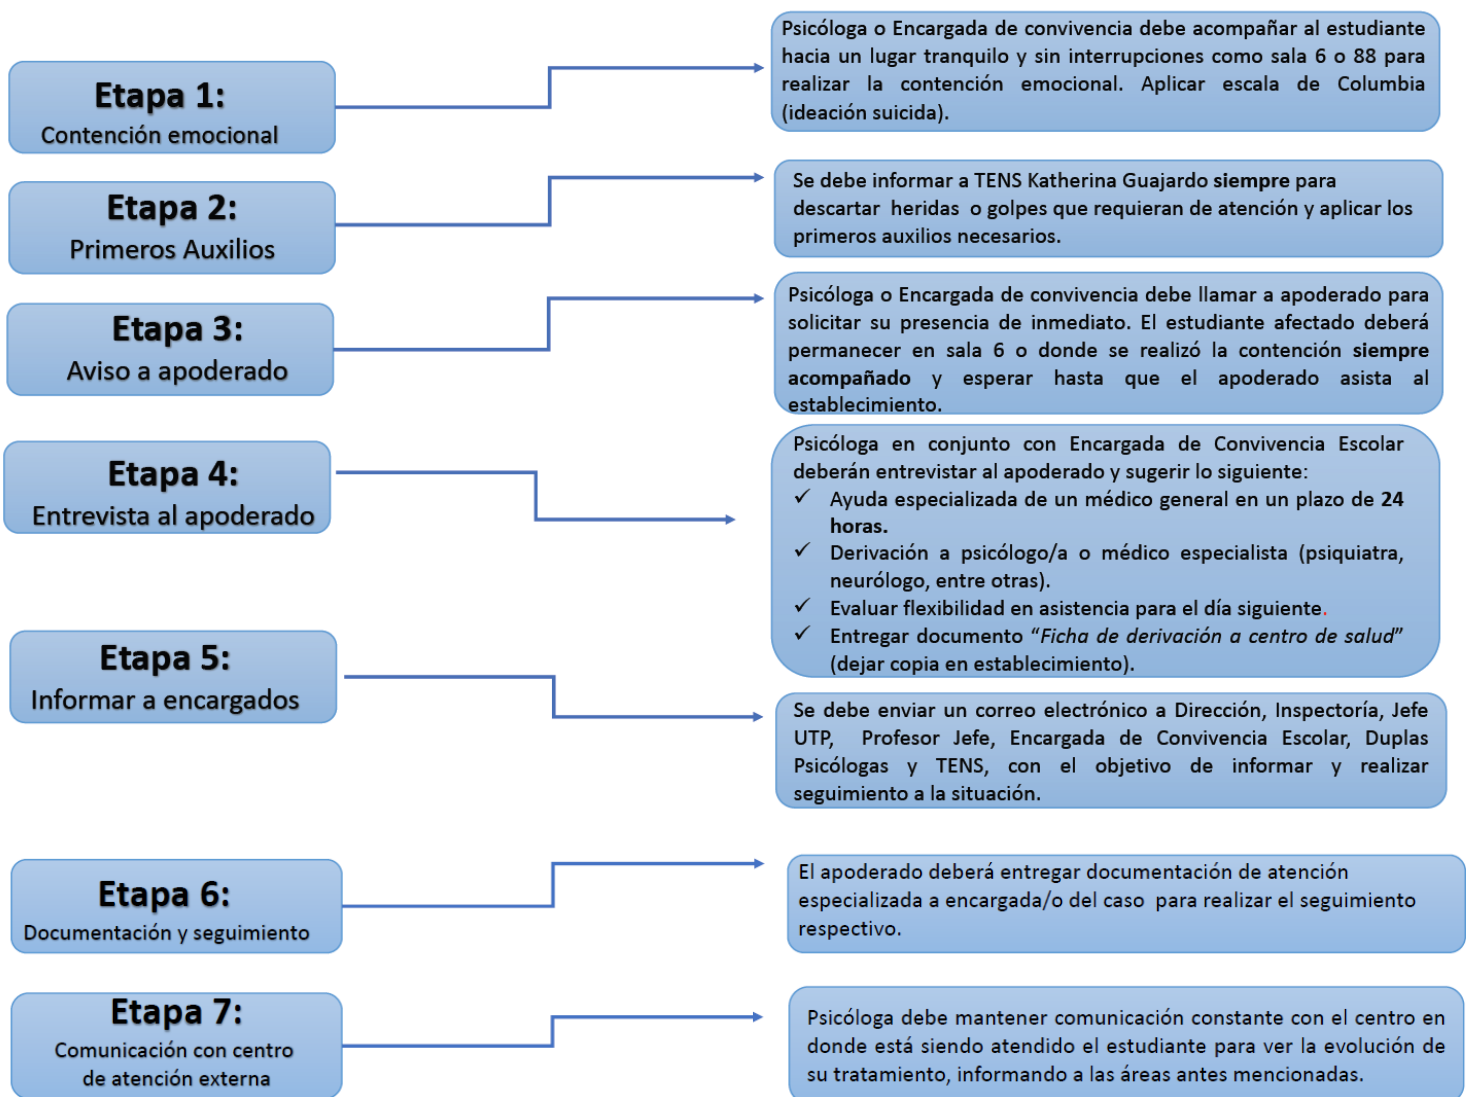 Etapa 1:
Contención emocional
Psicóloga o Encargada de convivencia debe acompañar al estudiante
hacia un lugar tranquilo y sin interrupciones como sala 6 o 88 para
realizar la contención emocional. Aplicar escala de Columbia
(ideación suicida).
Etapa 2:
Primeros Auxilios
Se debe informar a TENS Katherina Guajardo siempre para
descartar heridas o golpes que requieran de atención y aplicar los
primeros auxilios necesarios.
Etapa 3:
Aviso a apoderado
Psicóloga o Encargada de convivencia debe llamar a apoderado para
solicitar su presencia de inmediato. El estudiante afectado deberá
permanecer en sala 6 o donde se realizó la contención siempre
acompañado y esperar hasta que el apoderado asista al
establecimiento.
Etapa 4:
Entrevista al apoderado
Psicóloga en conjunto con Encargada de Convivencia Escolar
deberán entrevistar al apoderado y sugerir lo siguiente:
✓ Ayuda especializada de un médico general en un plazo de 24
horas.
✓ Derivación a psicólogo/a o médico especialista (psiquiatra,
neurólogo, entre otras).
✓ Evaluar flexibilidad en asistencia para el día siguiente.
✓ Entregar documento “Ficha de derivación a centro de salud”
(dejar copia en establecimiento).
Etapa 5:
Informar a encargados
Se debe enviar un correo electrónico a Dirección, Inspectoría, Jefe
UTP, Profesor Jefe, Encargada de Convivencia Escolar, Duplas
Psicólogas y TENS, con el objetivo de informar y realizar
seguimiento a la situación.
Etapa 6:
Documentación y seguimiento
El apoderado deberá entregar documentación de atención
especializada a encargada/o del caso para realizar el seguimiento
respectivo.
Etapa 7:
Comunicación con centro
de atención externa
Psicóloga debe mantener comunicación constante con el centro en
donde está siendo atendido el estudiante para ver la evolución de
su tratamiento, informando a las áreas antes mencionadas.